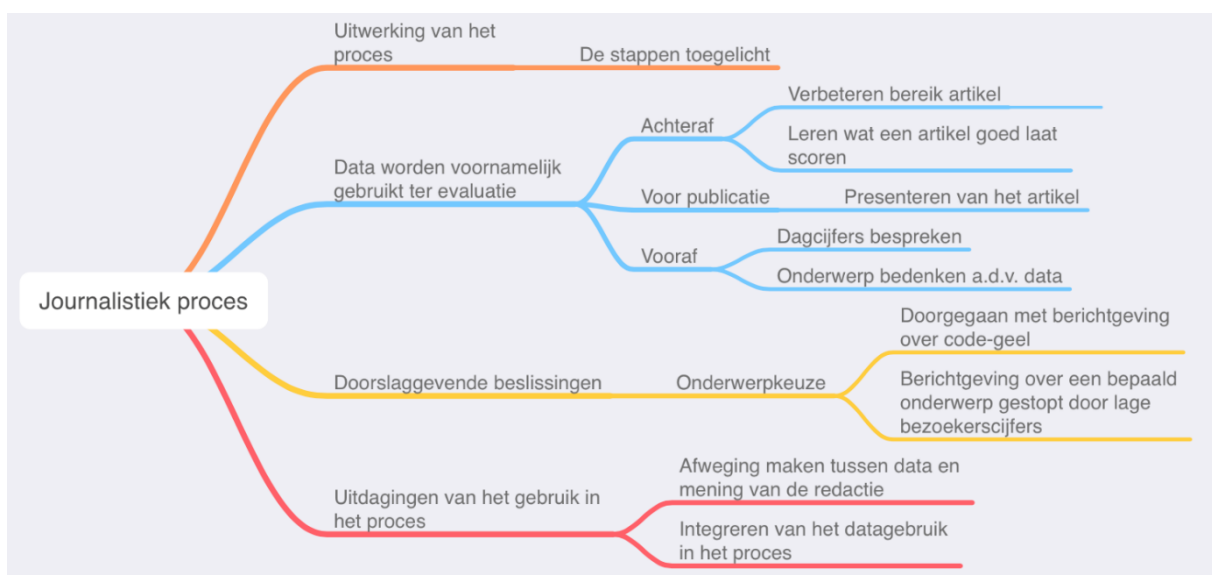 Uitwerking van het
proces
De stappen toegelicht
Verbeteren bereik artikel
Achteraf
Leren wat een artikel goed laat
scoren
Data worden voornamelijk
gebruikt ter evaluatie
Voor publicatie
Presenteren van het artikel
Dagcijfers bespreken
Vooraf
Onderwerp bedenken a.d.v. data
Journalistiek proces
Doorgegaan met berichtgeving
over code-geel
Doorslaggevende beslissingen
Onderwerpkeuze
Berichtgeving over een bepaald
onderwerp gestopt door lage
bezoekerscijfers
Afweging maken tussen data en
mening van de redactie
Uitdagingen van het gebruik in
het proces
Integreren van het datagebruik
in het proces